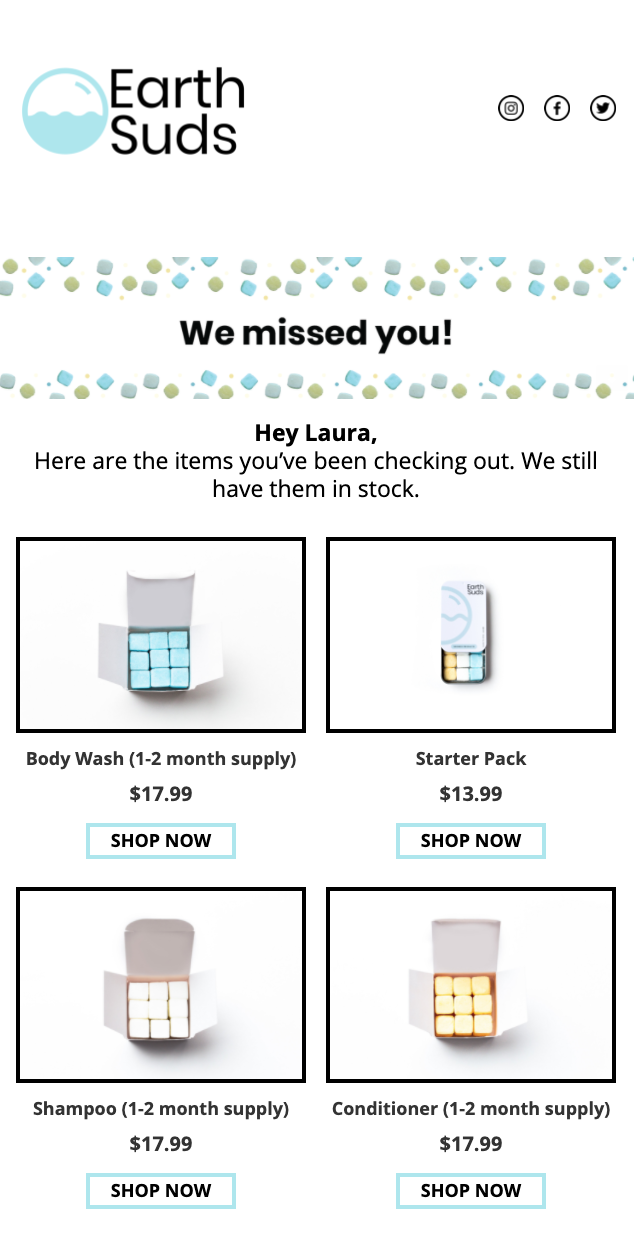 Earth
Suds
We missed you!
Hey Laura,
Here are the items you’ve been checking out. We still
have them in stock.
Earth
Suds
Body Wash (1-2 month supply)
Starter Pack
$17.99
$13.99
SHOP NOW
SHOP NOW
Shampoo (1-2 month supply)
Conditioner (1-2 month supply)
$17.99
$17.99
SHOP NOW
SHOP NOW